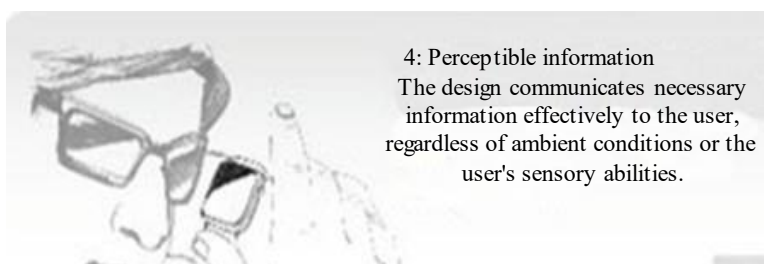 4: Perceptible information
The design communicates necessary
information effectively to the user,
regardless of ambient conditions or the
user's sensory abilities.